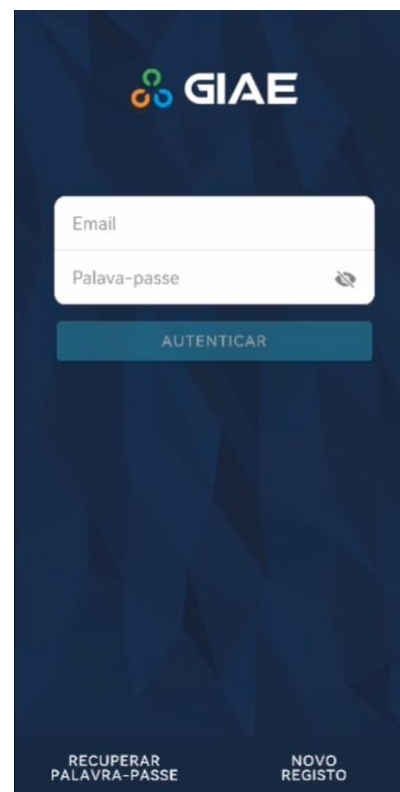 GIAE
Email
Palava-passe
AUTENTICAR
RECUPERAR
PALAVRA-PASSE
NOVO
REGISTO